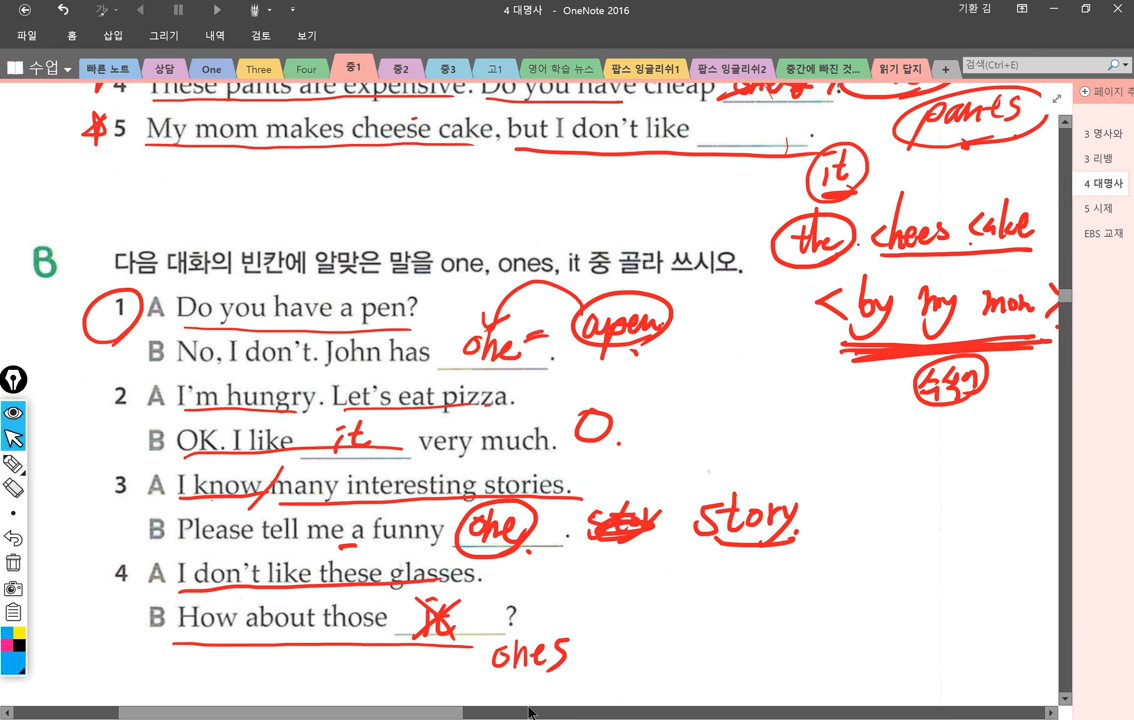 4 대명사 - OneNote 2016
기환 김
파일 홈 삽입 그리기 내역 검토 보기
수업 빠른 노트 상담 One Three Four 중1 중2 중3 고1 영어 학습 뉴스 팝스 잉글리쉬1 팝스 잉글리쉬2 중간에 빠진 것... 읽기 답지 + 검색(Ctrl+E)
4 These pants are expensive. Do you have cheap ?
페이지 추
pants
5 My mom makes cheese cake, but I don't like .
3 명사와
3 리뱅
it
4 대명사
5 시제
the chees cake
EBS 교재
B 다음 대화의 빈칸에 알맞은 말을 one, ones, it 중 골라 쓰시오.
<by my mom>
수식어
1 A Do you have a pen?
a pen
B No, I don't. John has one = .
2 A I'm hungry. Let's eat pizza.
B OK. I like it very much. O.
3 A I know many interesting stories.
B Please tell me a funny one . story.
4 A I don't like these glasses.
B How about those it ?
ones